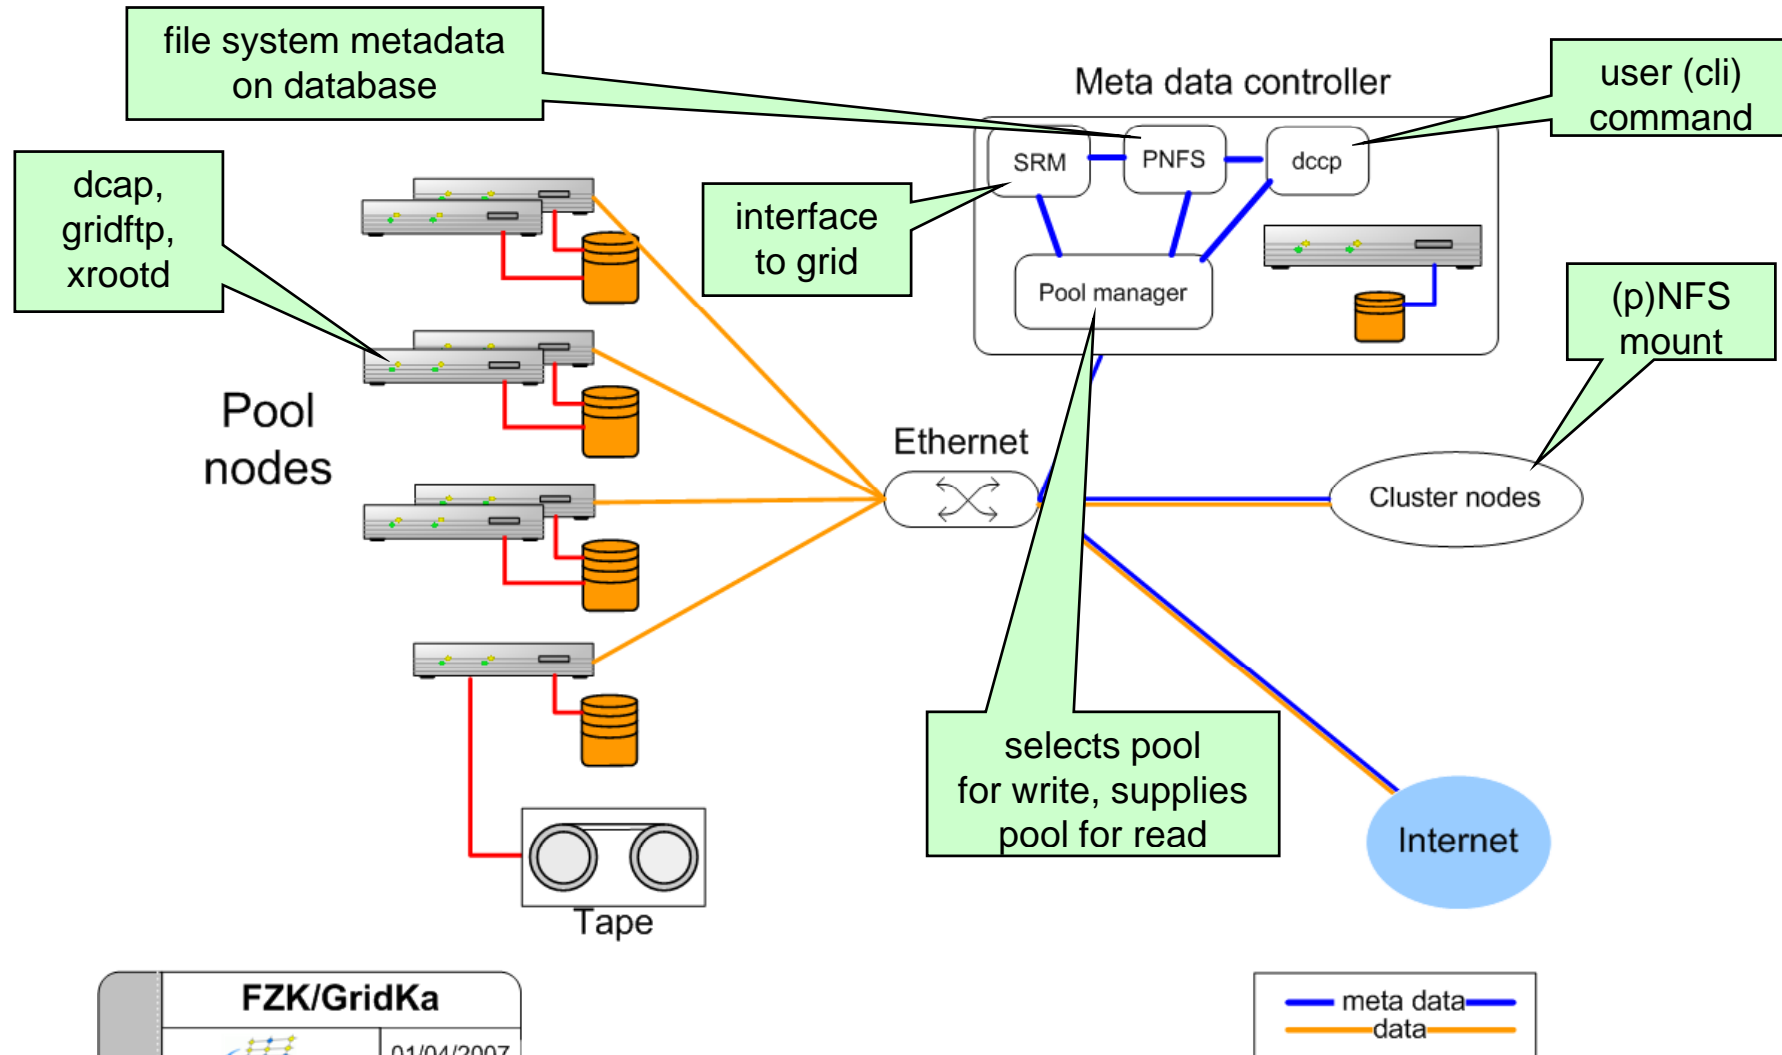 file system metadata
on database
Meta data controller
user (cli)
command
SRM
PNFS
dccp
dcap,
gridftp,
xrootd
interface
to grid
Pool manager
(p)NFS
mount
Pool
nodes
Ethernet
Cluster nodes
selects pool
for write, supplies
pool for read
Internet
Tape
FZK/GridKa
01/04/2007
meta data
data